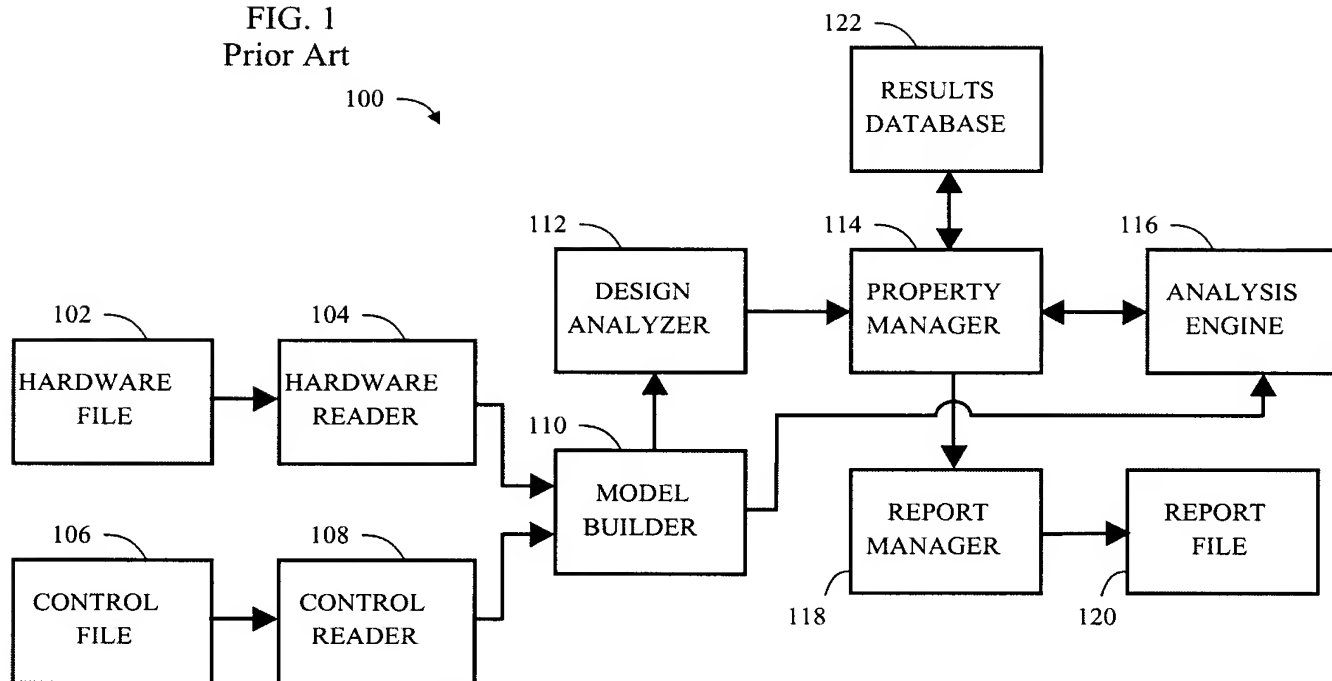 FIG. 1
Prior Art
100
122
RESULTS
DATABASE
112
DESIGN
ANALYZER
114
PROPERTY
MANAGER
116
ANALYSIS
ENGINE
102
HARDWARE
FILE
104
HARDWARE
READER
110
MODEL
BUILDER
REPORT
MANAGER
118
REPORT
FILE
120
106
CONTROL
FILE
108
CONTROL
READER